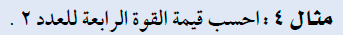 مثال ٤ : احسب قيمة القوة الرابعة للعدد ٢ .